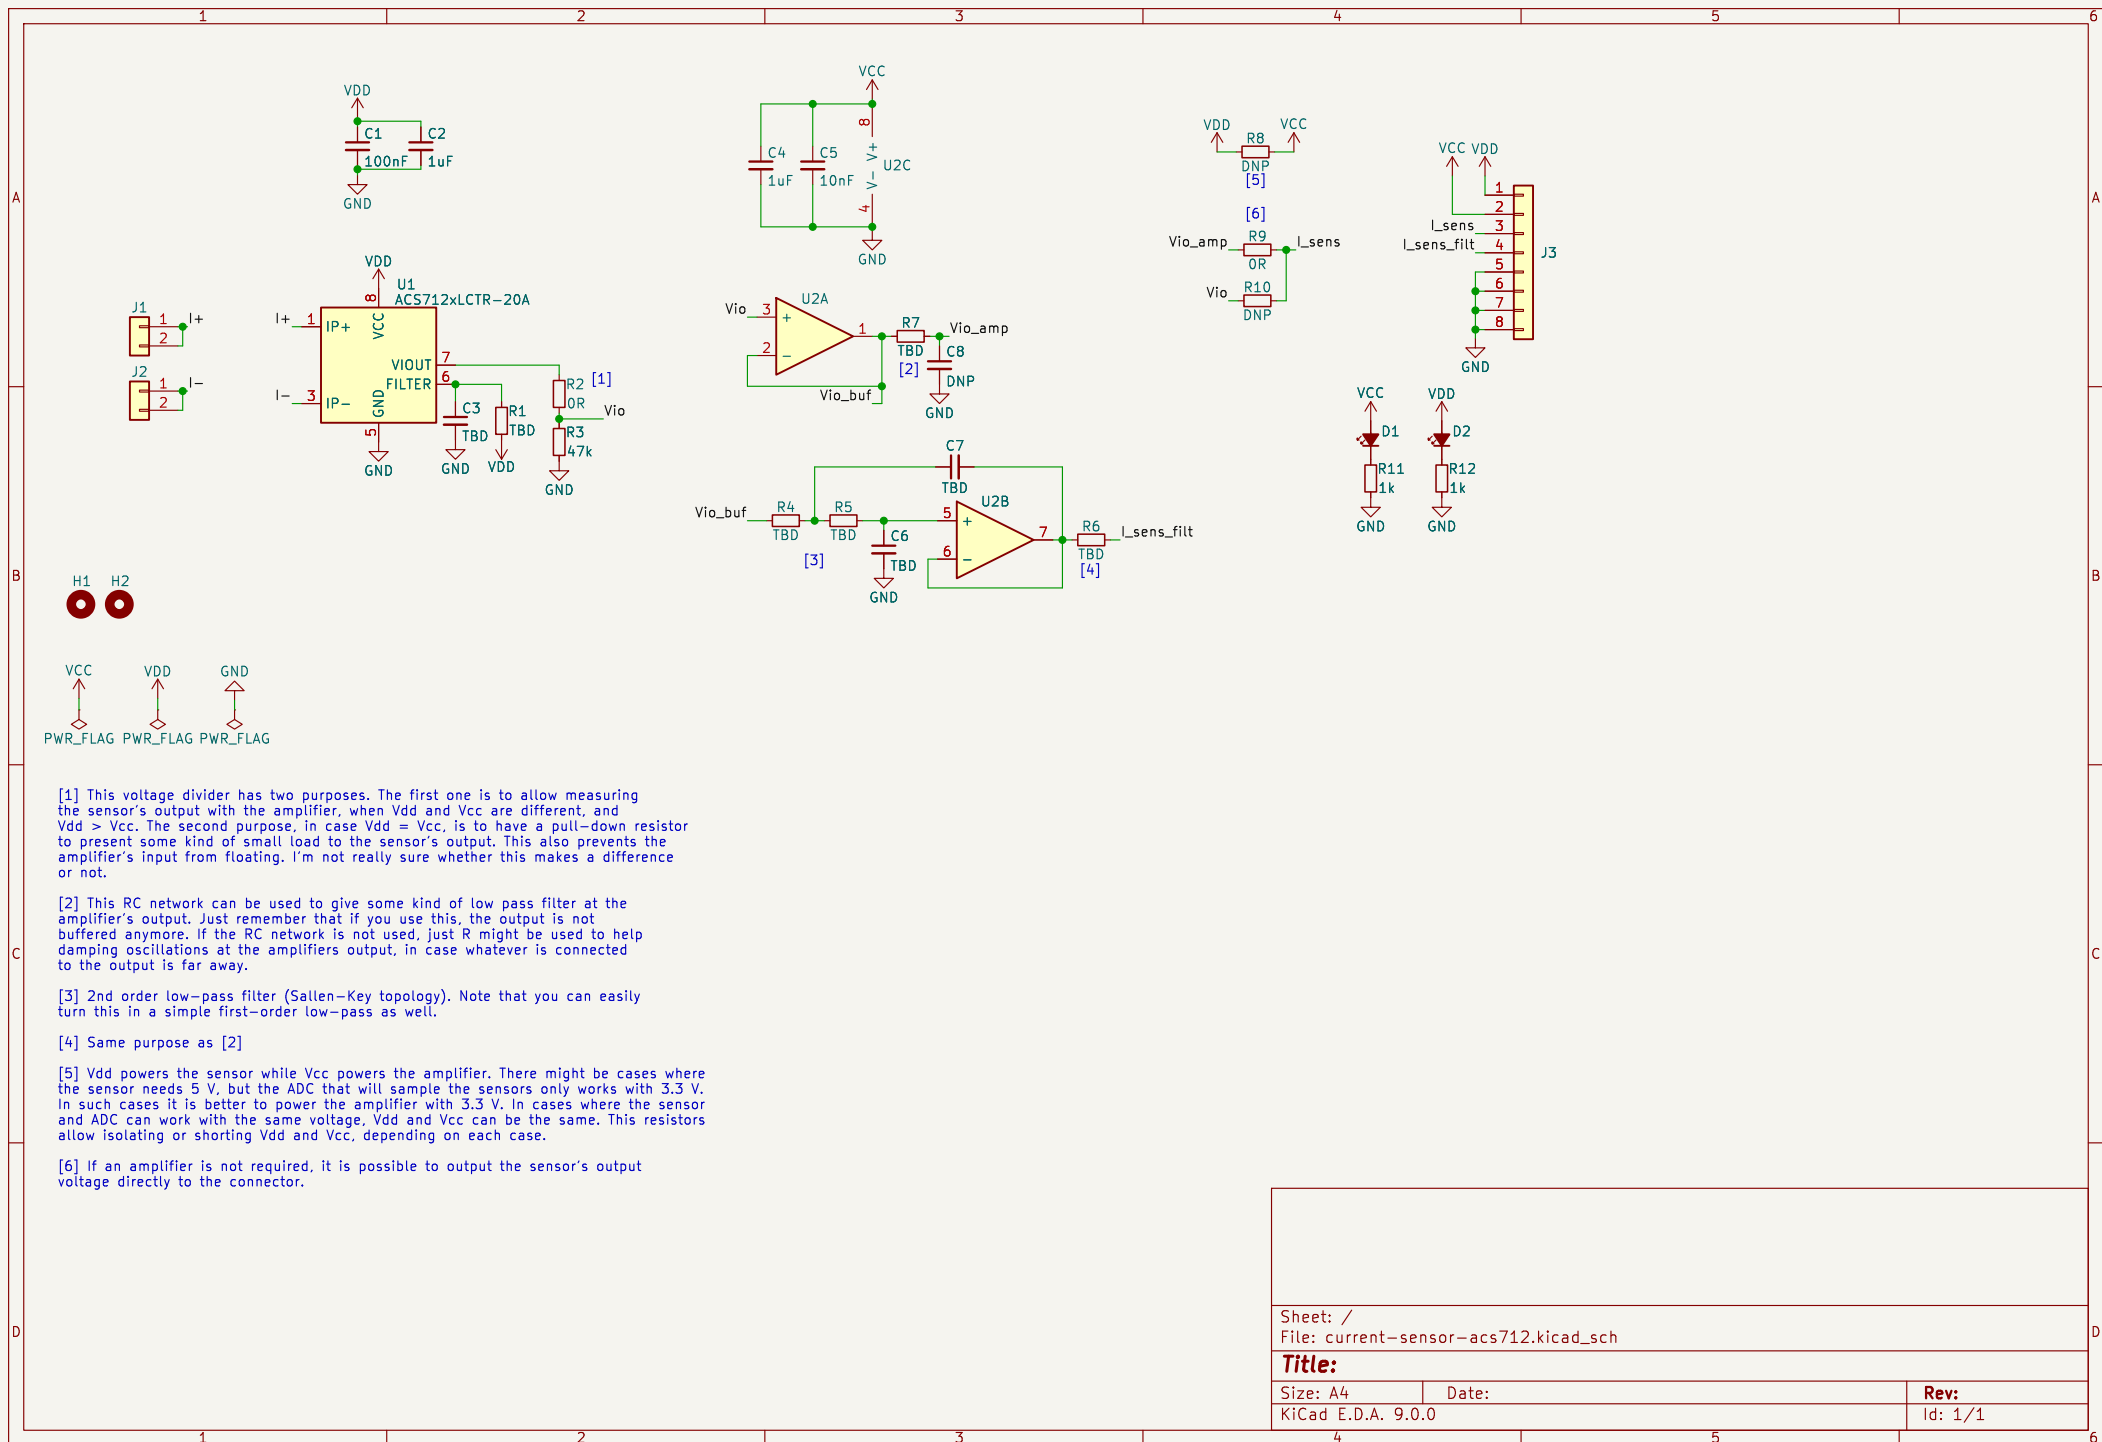 1 2 3 4 5 6
VDD
C1
100nF
C2
1uF
GND
VCC
8
C4
1uF
C5
10nF
V- V+
U2C
4
GND
VDD
VCC
R8
DNP
[5]
[6]
Vio_amp
R9
0R
I_sens
Vio
R10
DNP
VCC VDD
1
2
I_sens
3
I_sens_filt
4
5
6
7
8
J3
GND
A
A
J1
1
2
I+
J2
1
2
I-
VDD
8
U1
ACS712xLCTR-20A
I+
1
IP+
VCC
VIOUT
7
FILTER
6
I-
3
IP-
GND
5
GND
C3
TBD
GND
R1
TBD
VDD
R2
0R
[1]
Vio
R3
47k
GND
U2A
Vio
3
+
2
-
1
R7
TBD
[2]
Vio_amp
C8
DNP
GND
Vio_buf
C7
TBD
U2B
Vio_buf
R4
TBD
R5
TBD
[3]
C6
TBD
GND
5
+
6
-
7
R6
TBD
[4]
I_sens_filt
VCC
D1
R11
1k
GND
VDD
D2
R12
1k
GND
B
B
H1 H2
VCC
PWR_FLAG
VDD
PWR_FLAG
GND
PWR_FLAG
[1] This voltage divider has two purposes. The first one is to allow measuring
the sensor's output with the amplifier, when Vdd and Vcc are different, and
Vdd > Vcc. The second purpose, in case Vdd = Vcc, is to have a pull-down resistor
to present some kind of small load to the sensor's output. This also prevents the
amplifier's input from floating. I'm not really sure whether this makes a difference
or not.
[2] This RC network can be used to give some kind of low pass filter at the
amplifier's output. Just remember that if you use this, the output is not
buffered anymore. If the RC network is not used, just R might be used to help
damping oscillations at the amplifiers output, in case whatever is connected
to the output is far away.
[3] 2nd order low-pass filter (Sallen-Key topology). Note that you can easily
turn this in a simple first-order low-pass as well.
[4] Same purpose as [2]
[5] Vdd powers the sensor while Vcc powers the amplifier. There might be cases where
the sensor needs 5 V, but the ADC that will sample the sensors only works with 3.3 V.
In such cases it is better to power the amplifier with 3.3 V. In cases where the sensor
and ADC can work with the same voltage, Vdd and Vcc can be the same. This resistors
allow isolating or shorting Vdd and Vcc, depending on each case.
[6] If an amplifier is not required, it is possible to output the sensor's output
voltage directly to the connector.
C
C
D
D
Sheet: /
File: current-sensor-acs712.kicad_sch
Title:
Size: A4
Date:
Rev:
KiCad E.D.A. 9.0.0
Id: 1/1
1 2 3 4 5 6